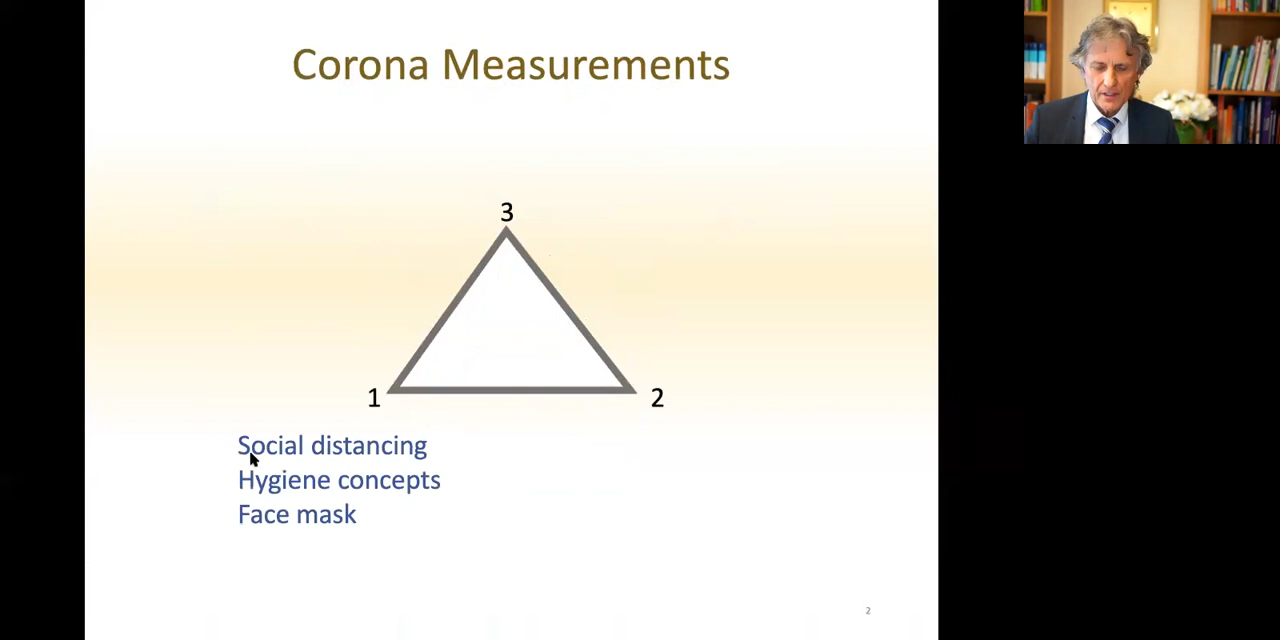 Corona Measurements
3
1
2
Social distancing
Hygiene concepts
Face mask
2